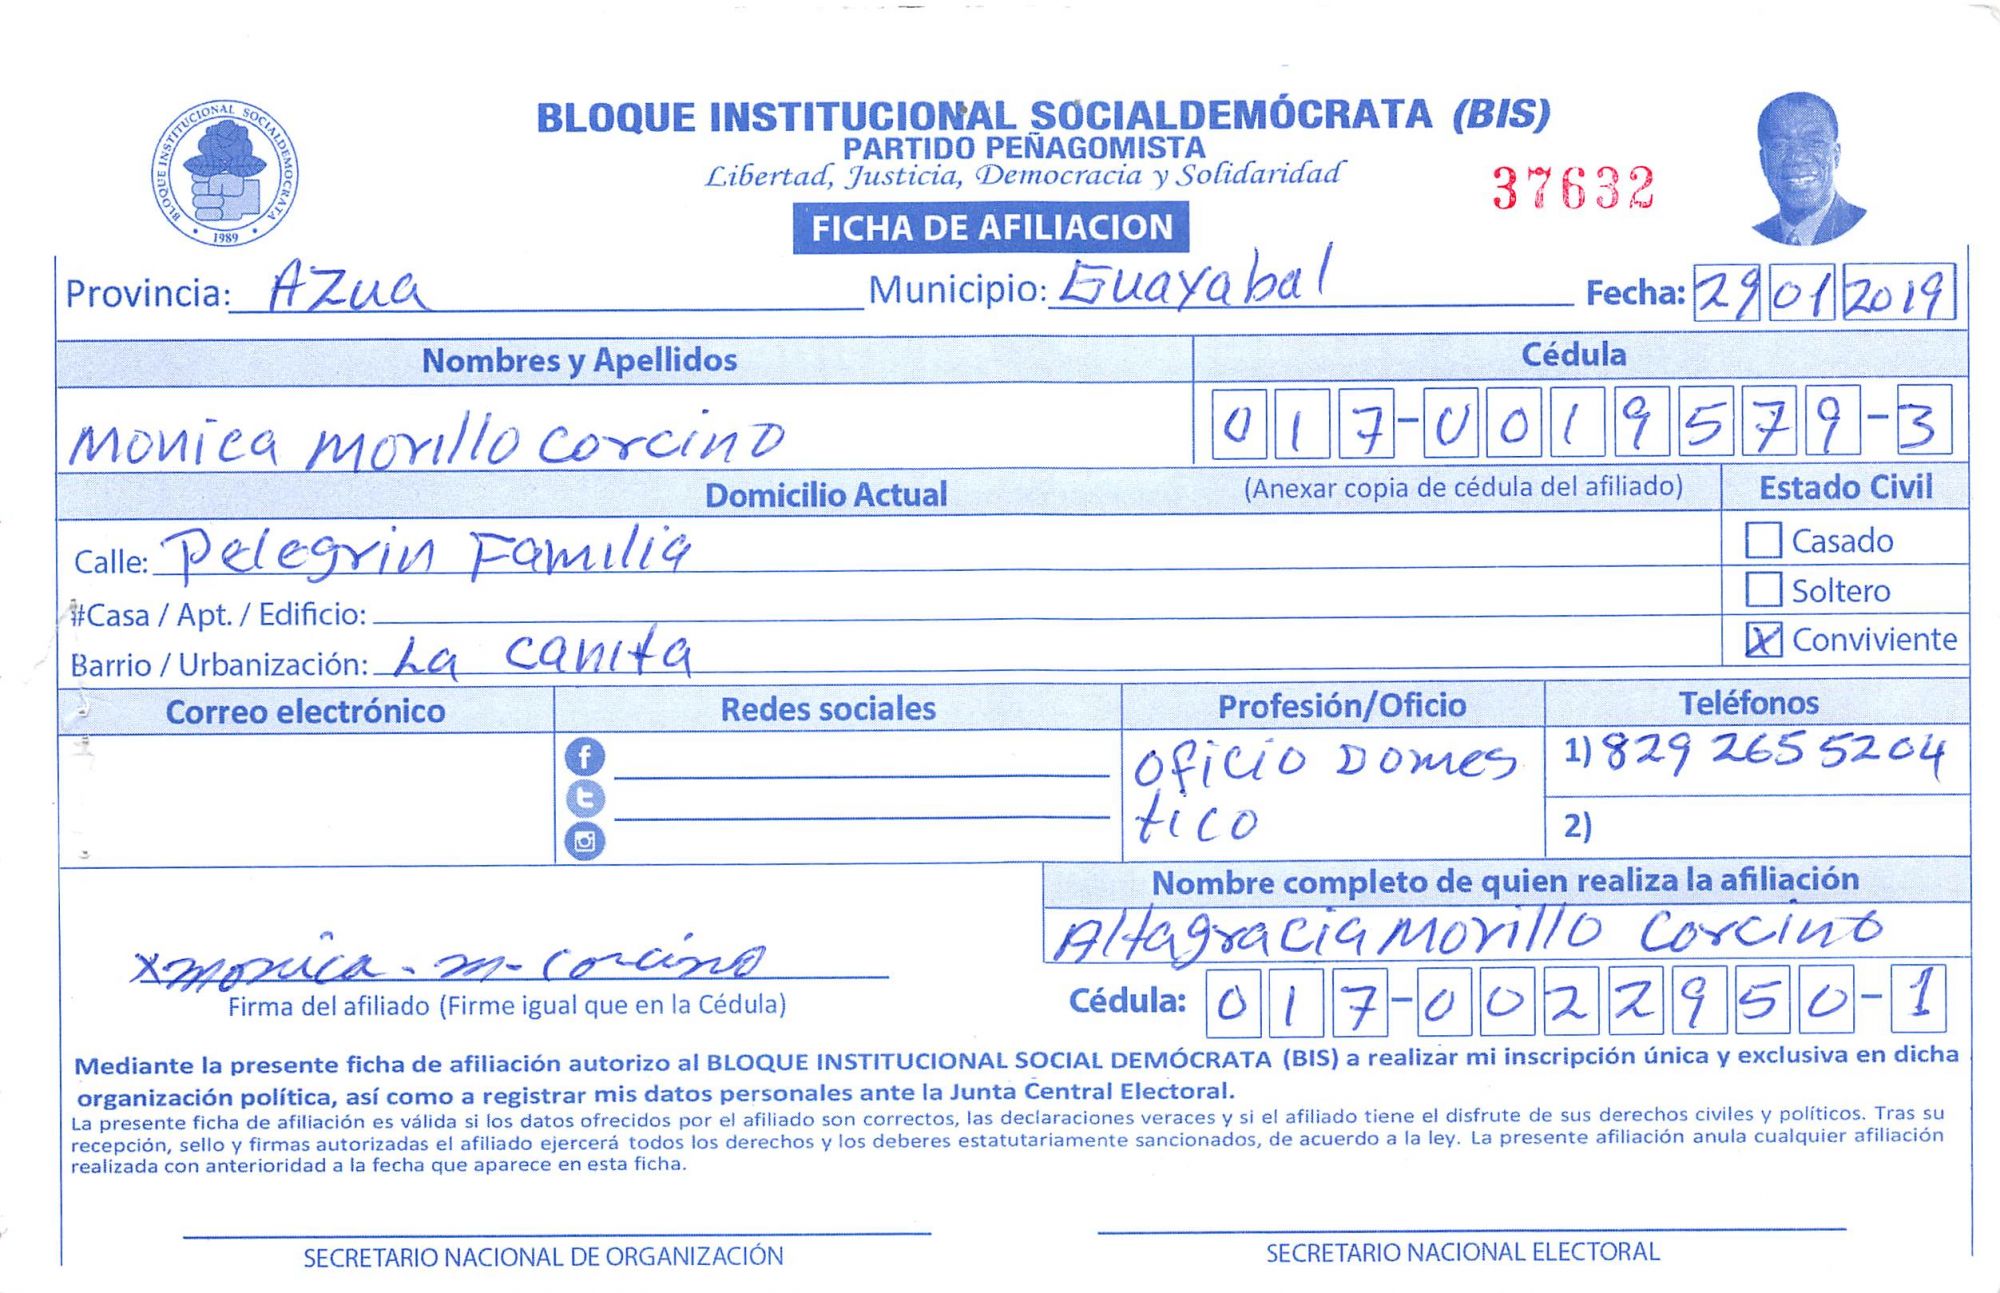 BLOQUE INSTITUCIONAL SOCIALDEMOCRATA
1989
BLOQUE INSTITUCIONAL SOCIALDEMÓCRATA (BIS)
PARTIDO PEÑAGOMISTA
Libertad, Justicia, Democracia y Solidaridad
37632
FICHA DE AFILIACION
Provincia: AZua Municipio: Guayabal Fecha: 29 01 2019
Nombres y Apellidos Cédula
Monica morillo corcino 017-0019579-3
Domicilio Actual (Anexar copia de cédula del afiliado) Estado Civil
Calle: Pelegrin Familia Casado
#Casa / Apt. / Edificio: Soltero
Barrio / Urbanización: La canita X Conviviente
Correo electrónico Redes sociales Profesión/Oficio Teléfonos
oficio Domes 1) 829 265 5204
tico 2)
Nombre completo de quien realiza la afiliación
Altagracia Morillo corcino
x monica - m - corcino
Firma del afiliado (Firme igual que en la Cédula) Cédula: 017-0022950-1
Mediante la presente ficha de afiliación autorizo al BLOQUE INSTITUCIONAL SOCIAL DEMÓCRATA (BIS) a realizar mi inscripción única y exclusiva en dicha
organización política, así como a registrar mis datos personales ante la Junta Central Electoral.
La presente ficha de afiliación es válida si los datos ofrecidos por el afiliado son correctos, las declaraciones veraces y si el afiliado tiene el disfrute de sus derechos civiles y políticos. Tras su
recepción, sello y firmas autorizadas el afiliado ejercerá todos los derechos y los deberes estatutariamente sancionados, de acuerdo a la ley. La presente afiliación anula cualquier afiliación
realizada con anterioridad a la fecha que aparece en esta ficha.
SECRETARIO NACIONAL DE ORGANIZACIÓN SECRETARIO NACIONAL ELECTORAL